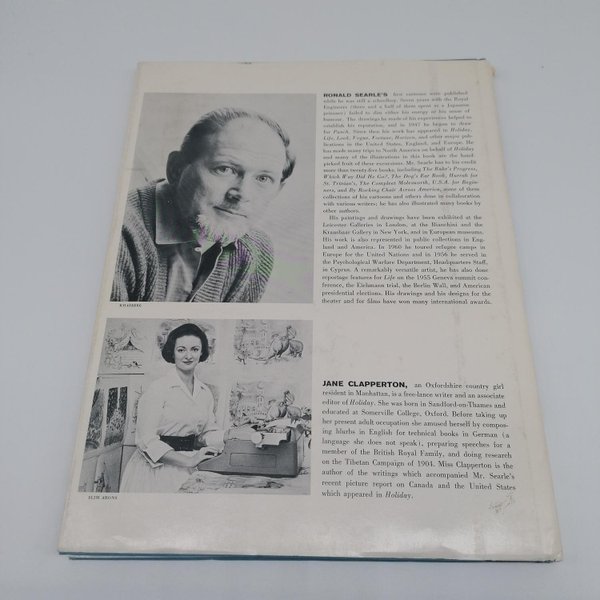 RONALD SEARLE'S first cartoons were published
while he was still a schoolboy. Seven years with the Royal
Engineers (three and a half of them spent as a Japanese
prisoner) failed to dim either his energy or his sense of
humour. The drawings he made of his experiences helped to
establish his reputation, and in 1947 he began to draw
for Punch. Since then his work has appeared in Holiday,
Life, Look, Vogue, Fortune, Horizon, and other major publi-
cations in the United States, England, and Europe. He
has made many trips to North America on behalf of Holiday
and many of the illustrations in this book are the hand-
picked fruit of these excursions. Mr. Searle has to his credit
more than twenty-five books, including The Rake's Progress,
Which Way Did He Go?, The Dog's Ear Book, Hurrah for
St. Trinian's, The Compleat Molesworth, U.S.A. for Begin-
ners, and By Rocking Chair Across America, some of them
collections of his cartoons and others done in collaboration
with various writers; he has also illustrated many books by
other authors.
His paintings and drawings have been exhibited at the
Leicester Galleries in London, at the Bianchini and the
Kraushaar Gallery in New York, and in European museums.
His work is also represented in public collections in Eng-
land and America. In 1960 he toured refugee camps in
Europe for the United Nations and in 1956 he served in
the Psychological Warfare Department, Headquarters Staff,
in Cyprus. A remarkably versatile artist, he has also done
reportage features for Life on the 1955 Geneva summit con-
ference, the Eichmann trial, the Berlin Wall, and American
presidential elections. His drawings and his designs for the
theater and for films have won many international awards.
JANE CLAPPERTON, an Oxfordshire country girl
resident in Manhattan, is a free-lance writer and an associate
editor of Holiday. She was born in Sandford-on-Thames and
educated at Somerville College, Oxford. Before taking up
her present adult occupation she amused herself by compos-
ing blurbs in English for technical books in German (a
language she does not speak), preparing speeches for a
member of the British Royal Family, and doing research
on the Tibetan Campaign of 1904. Miss Clapperton is the
author of the writings which accompanied Mr. Searle's
recent picture report on Canada and the United States
which appeared in Holiday.
SLIM AARONS